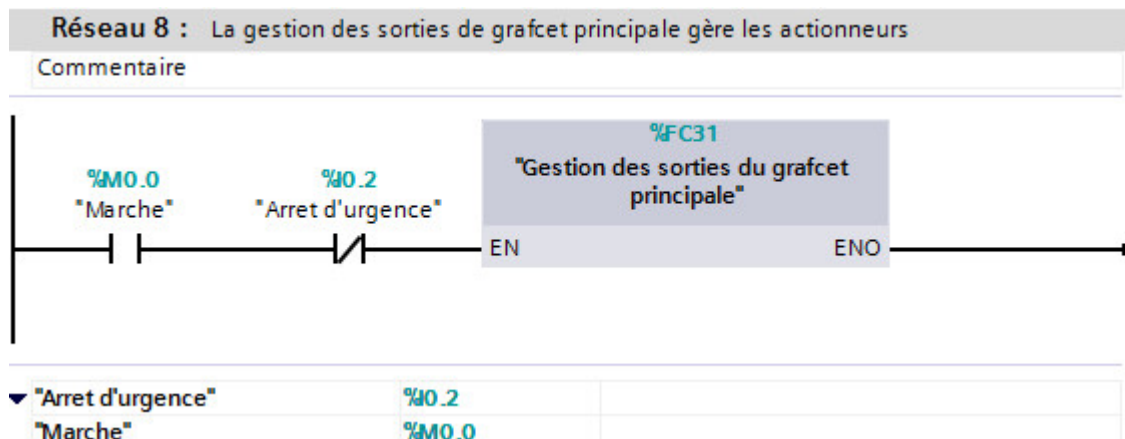 Réseau 8 : La gestion des sorties de grafcet principale gère les actionneurs
Commentaire
%FC31
"Gestion des sorties du grafcet
principale"
%M0.0
"Marche"
%I0.2
"Arret d'urgence"
EN
ENO
"Arret d'urgence" %I0.2
"Marche" %M0.0